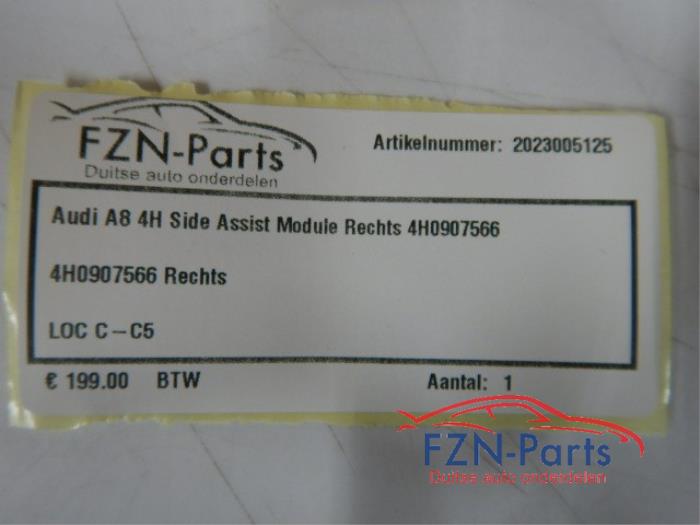 FZN-Parts
Duitse auto onderdelen
Artikelnummer: 2023005125
Audi A8 4H Side Assist Module Rechts 4H0907566
4H0907566 Rechts
LOC C-C5
€ 199.00 BTW
Aantal: 1
FZN-Parts
Duitse auto onderdelen